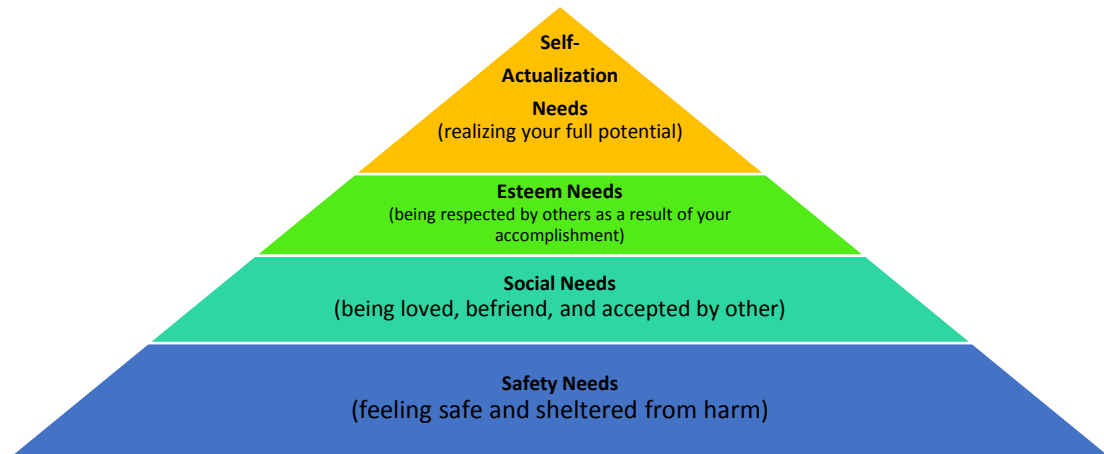 Self-
Actualization
Needs
(realizing your full potential)
Esteem Needs
(being respected by others as a result of your
accomplishment)
Social Needs
(being loved, befriend, and accepted by other)
Safety Needs
(feeling safe and sheltered from harm)